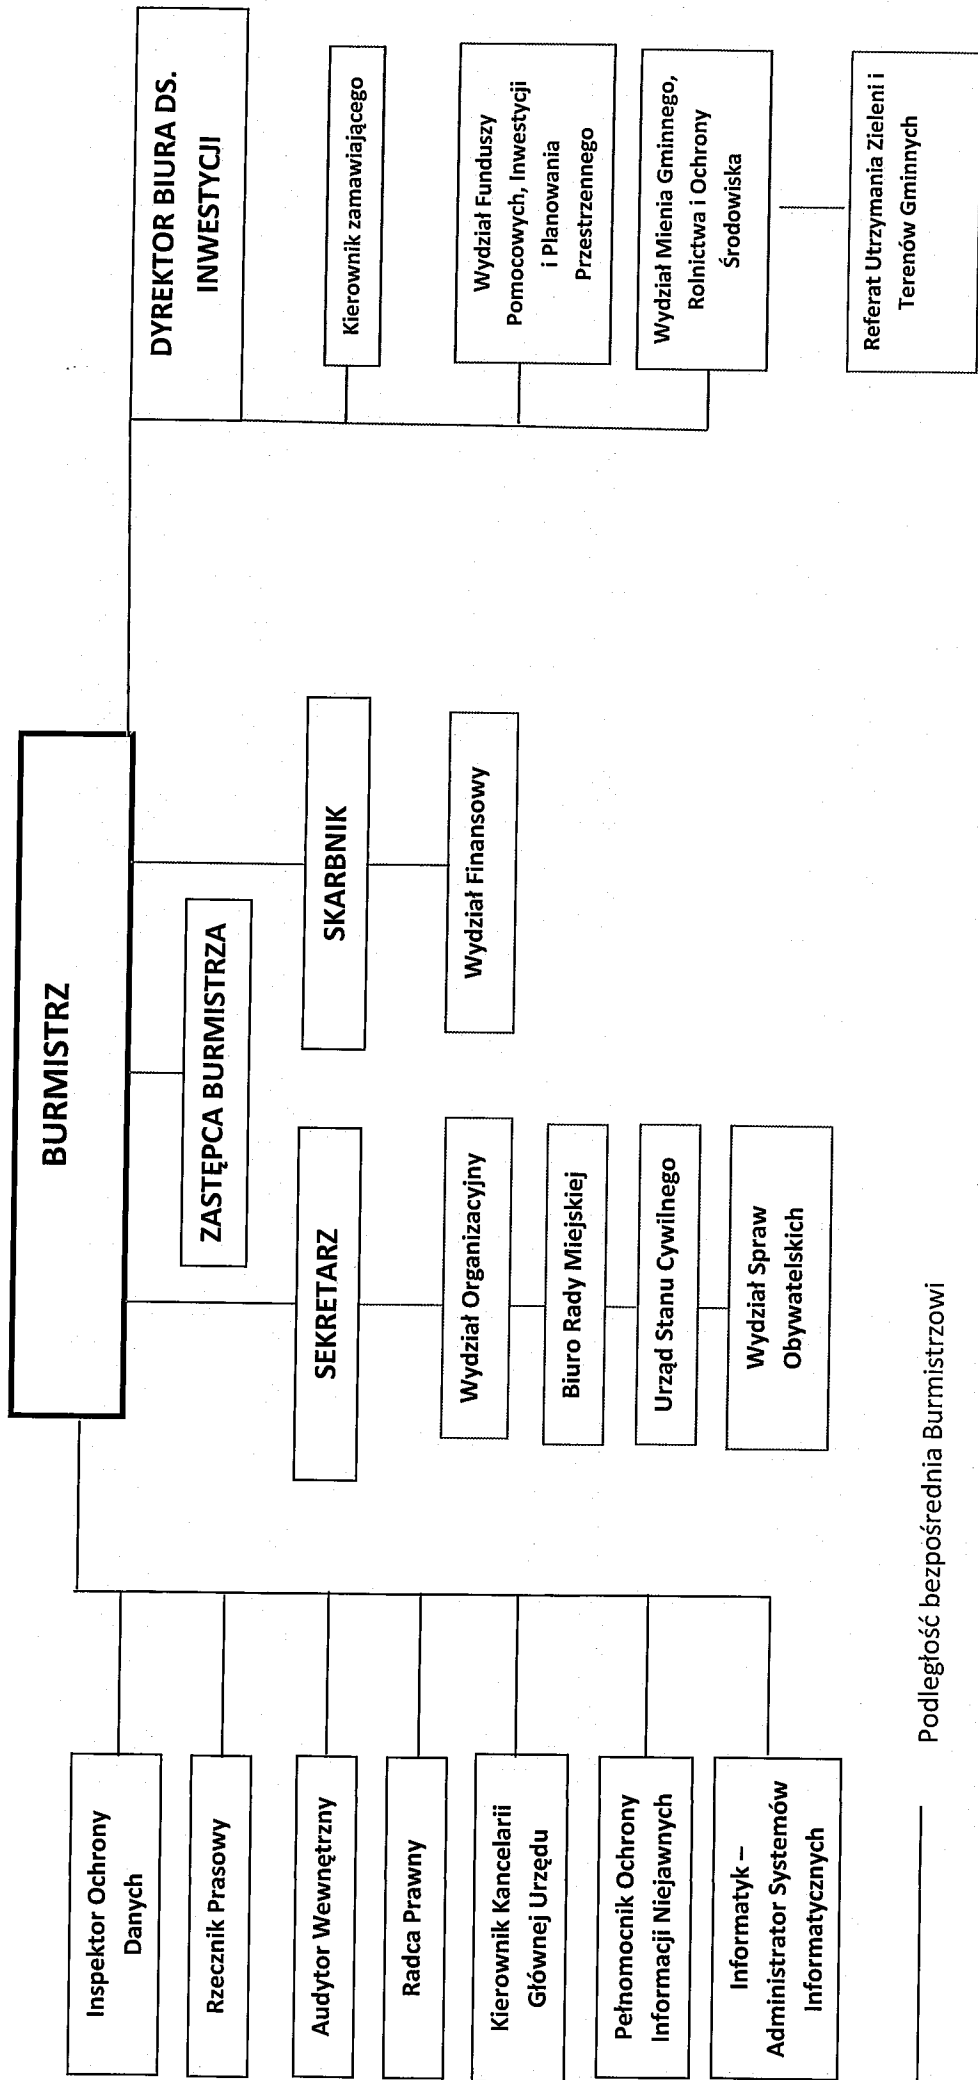 BURMISTRZ
ZASTĘPCA BURMISTRZA
SEKRETARZ
SKARBNIK
DYREKTOR BIURA DS.
INWESTYCJI
Inspektor Ochrony
Danych
Rzecznik Prasowy
Audytor Wewnętrzny
Radca Prawny
Kierownik Kancelarii
Głównej Urzędu
Pełnomocnik Ochrony
Informacji Niejawnych
Informatyk –
Administrator Systemów
Informatycznych
Wydział Organizacyjny
Biuro Rady Miejskiej
Urząd Stanu Cywilnego
Wydział Spraw
Obywatelskich
Wydział Finansowy
Kierownik zamawiającego
Wydział Funduszy
Pomocowych, Inwestycji
i Planowania
Przestrzennego
Wydział Mienia Gminnego,
Rolnictwa i Ochrony
Środowiska
Referat Utrzymania Zieleni i
Terenów Gminnych
Podległość bezpośrednia Burmistrzowi